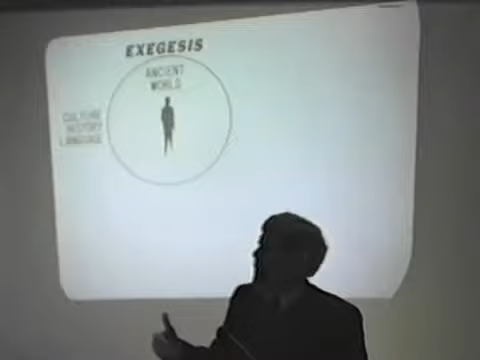 EXEGESIS
ANCIENT
WORLD
CULTURE
HISTORY
LANGUAGE